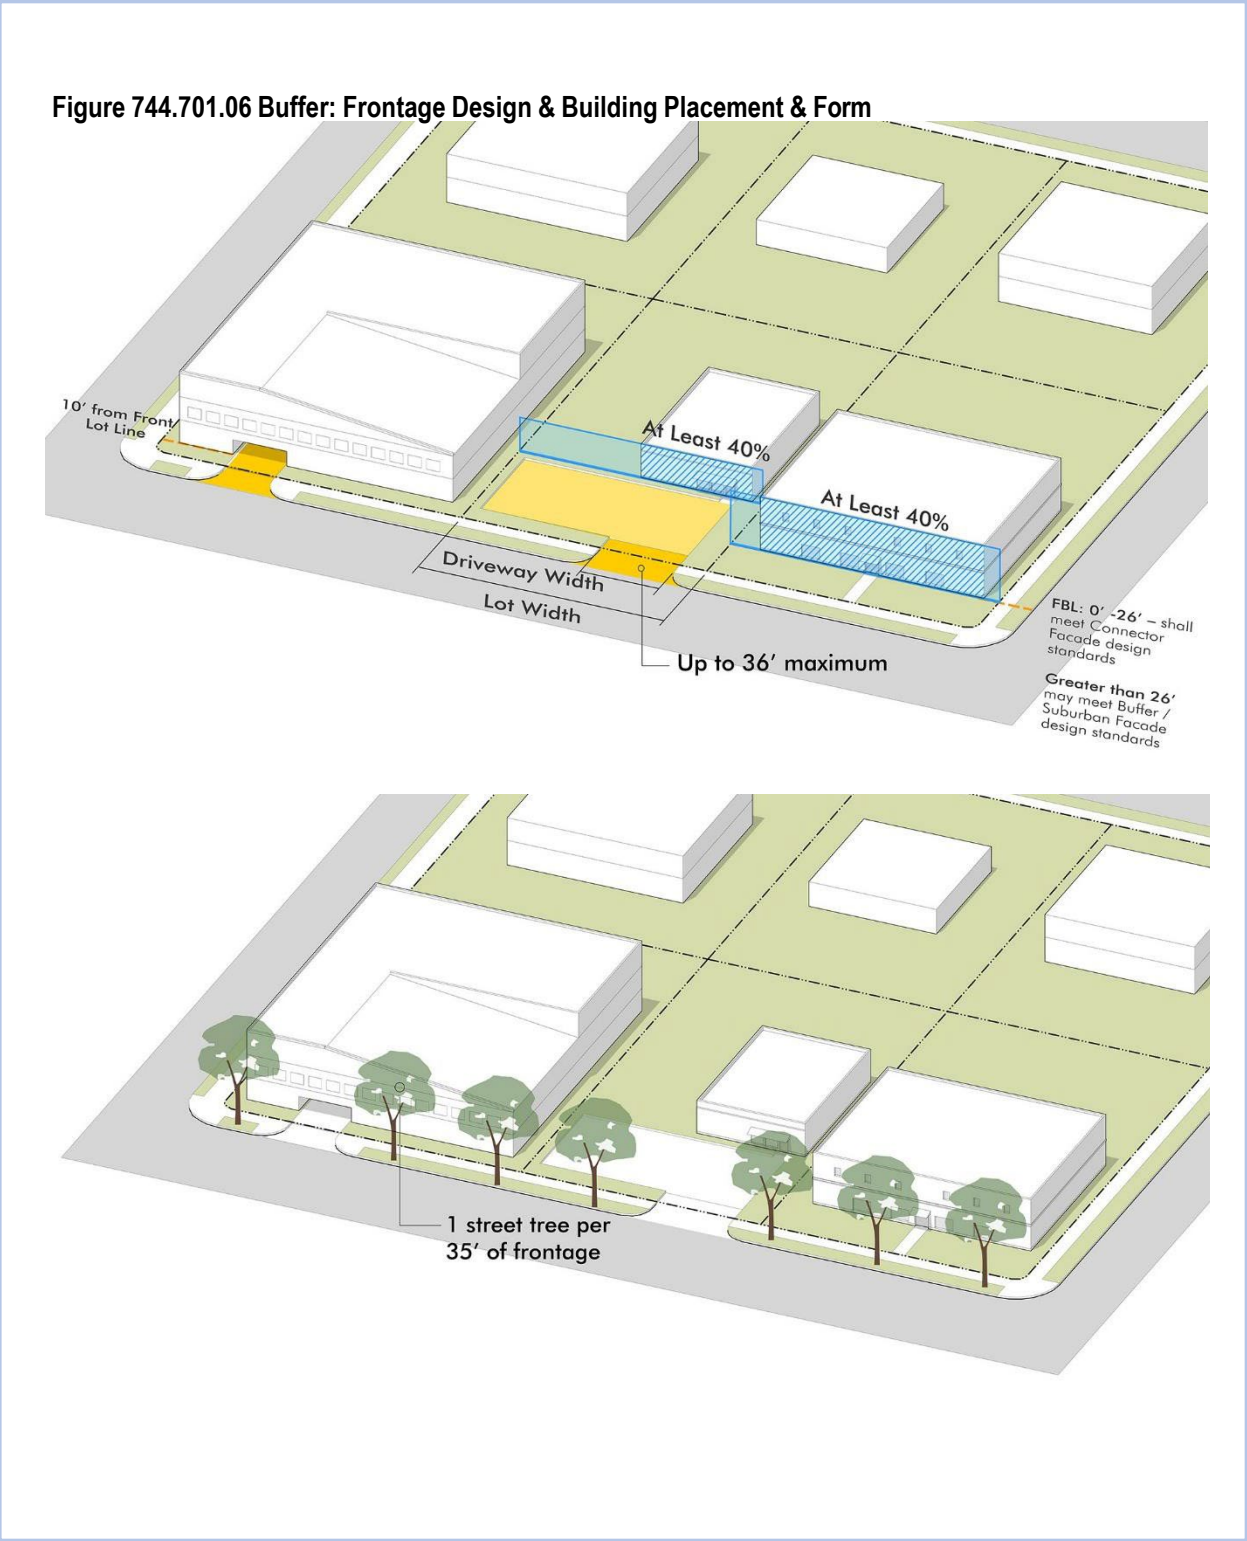 Figure 744.701.06 Buffer: Frontage Design & Building Placement & Form
10' from Front
Lot Line
At Least 40%
At Least 40%
Driveway Width
Lot Width
Up to 36' maximum
FBL: 0' -26' – shall
meet Connector
Facade design
standards
Greater than 26'
may meet Buffer /
Suburban Facade
design standards
1 street tree per
35' of frontage